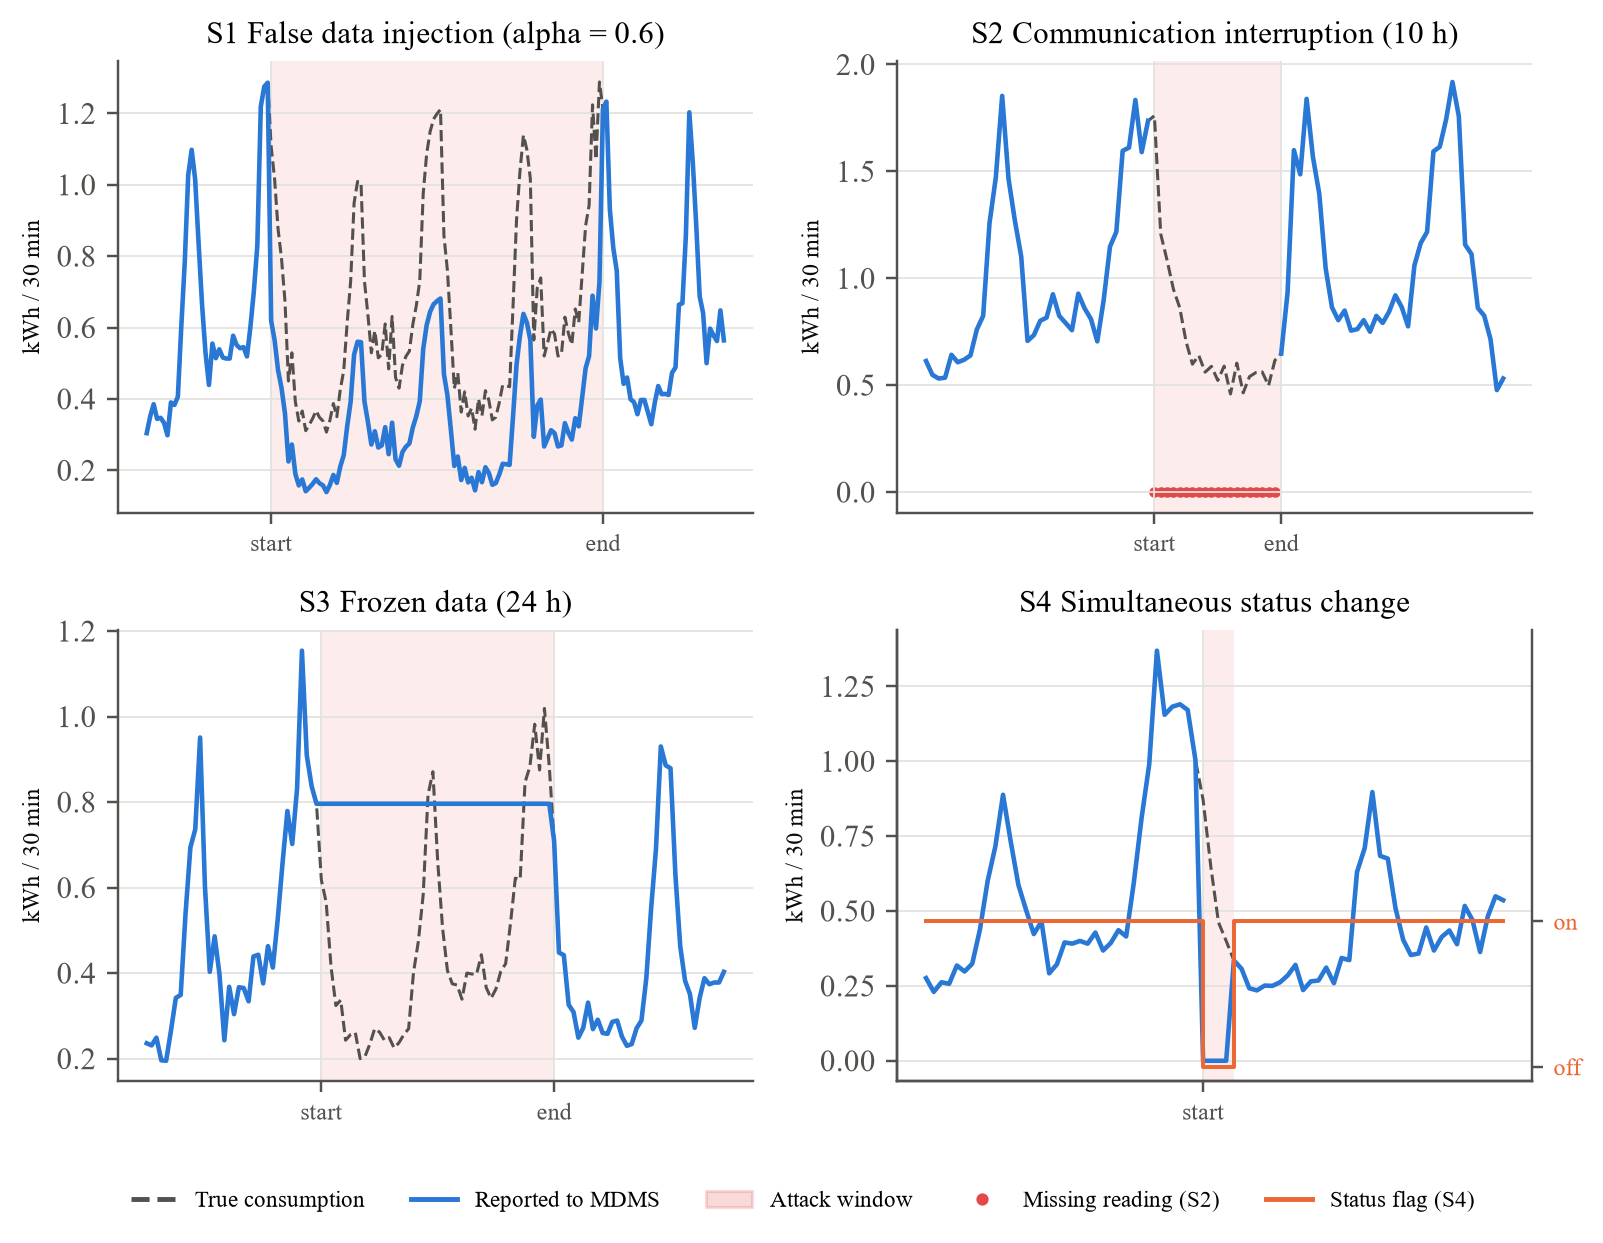 S1 False data injection (alpha = 0.6)
kWh / 30 min
1.2
1.0
0.8
0.6
0.4
0.2
start
end
S2 Communication interruption (10 h)
kWh / 30 min
2.0
1.5
1.0
0.5
0.0
start
end
S3 Frozen data (24 h)
kWh / 30 min
1.2
1.0
0.8
0.6
0.4
0.2
start
end
S4 Simultaneous status change
kWh / 30 min
1.25
1.00
0.75
0.50
0.25
0.00
on
off
start
True consumption
Reported to MDMS
Attack window
Missing reading (S2)
Status flag (S4)